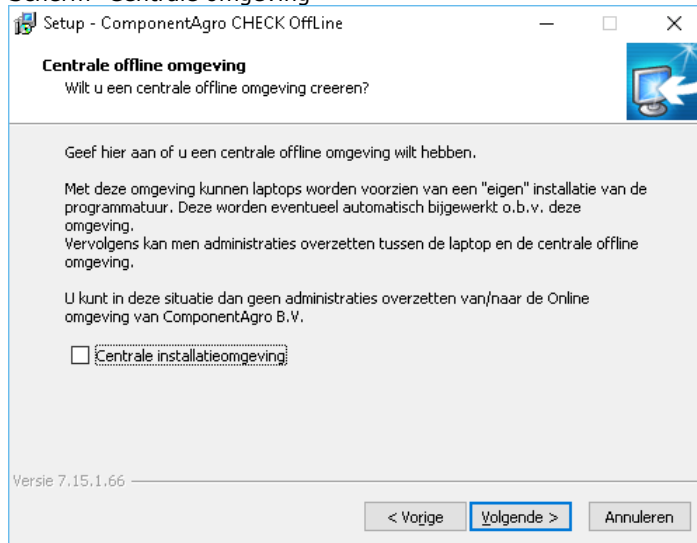 Scherm "Centrale omgeving"
Setup - ComponentAgro CHECK OffLine
Centrale offline omgeving
Wilt u een centrale offline omgeving creeren?
Geef hier aan of u een centrale offline omgeving wilt hebben.
Met deze omgeving kunnen laptops worden voorzien van een "eigen" installatie van de
programmatuur. Deze worden eventueel automatisch bijgewerkt o.b.v. deze
omgeving.
Vervolgens kan men administraties overzetten tussen de laptop en de centrale offline
omgeving.
U kunt in deze situatie dan geen administraties overzetten van/naar de Online
omgeving van ComponentAgro B.V.
Centrale installatieomgeving
Versie 7.15.1.66
< Vorige Volgende > Annuleren